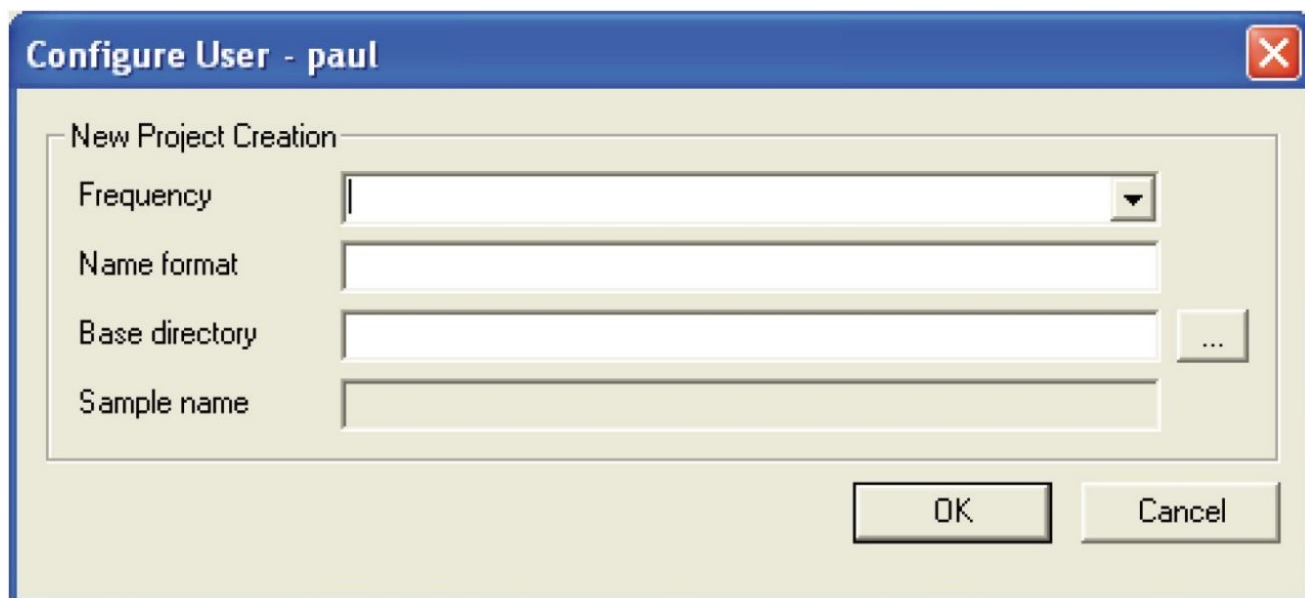 Configure User - paul
New Project Creation
Frequency
Name format
Base directory
...
Sample name
OK Cancel